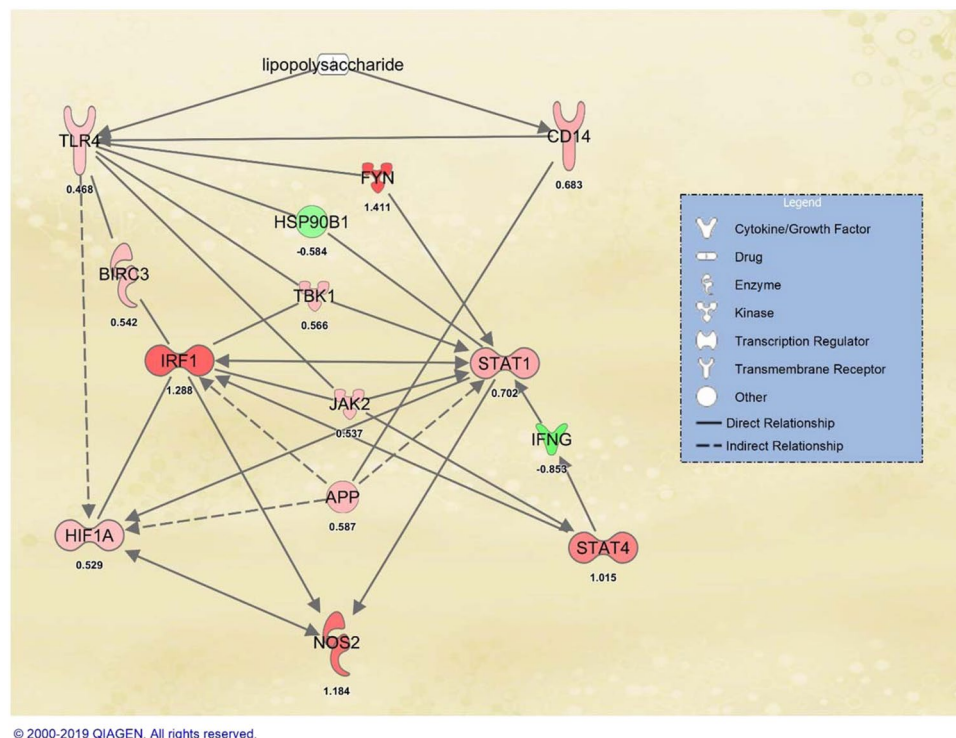 lipopolysaccharide
TLR4
0.468
CD14
0.683
FYN
1.411
HSP90B1
-0.584
BIRC3
0.542
TBK1
0.566
IRF1
1.288
STAT1
0.702
JAK2
0.537
IFNG
-0.853
APP
0.587
HIF1A
0.529
STAT4
1.015
NOS2
1.184
Legend
Cytokine/Growth Factor
Drug
Enzyme
Kinase
Transcription Regulator
Transmembrane Receptor
Other
Direct Relationship
Indirect Relationship
© 2000-2019 QIAGEN. All rights reserved.